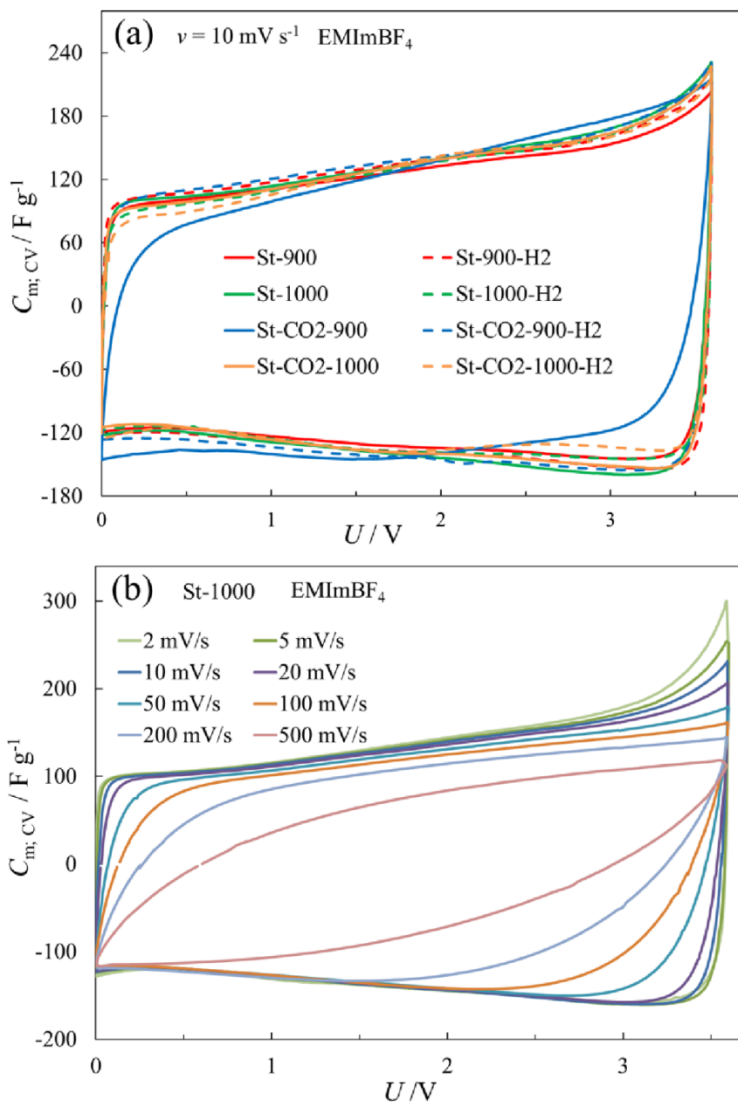 (a) v = 10 mV s⁻¹ EMImBF₄
240
180
120
60
0
-60
-120
-180
C m; CV / F g⁻¹
St-900 St-900-H2
St-1000 St-1000-H2
St-CO2-900 St-CO2-900-H2
St-CO2-1000 St-CO2-1000-H2
0 1 2 3
U / V
(b) St-1000 EMImBF₄
300
200
100
0
-100
-200
C m; CV / F g⁻¹
2 mV/s 5 mV/s
10 mV/s 20 mV/s
50 mV/s 100 mV/s
200 mV/s 500 mV/s
0 1 2 3
U / V